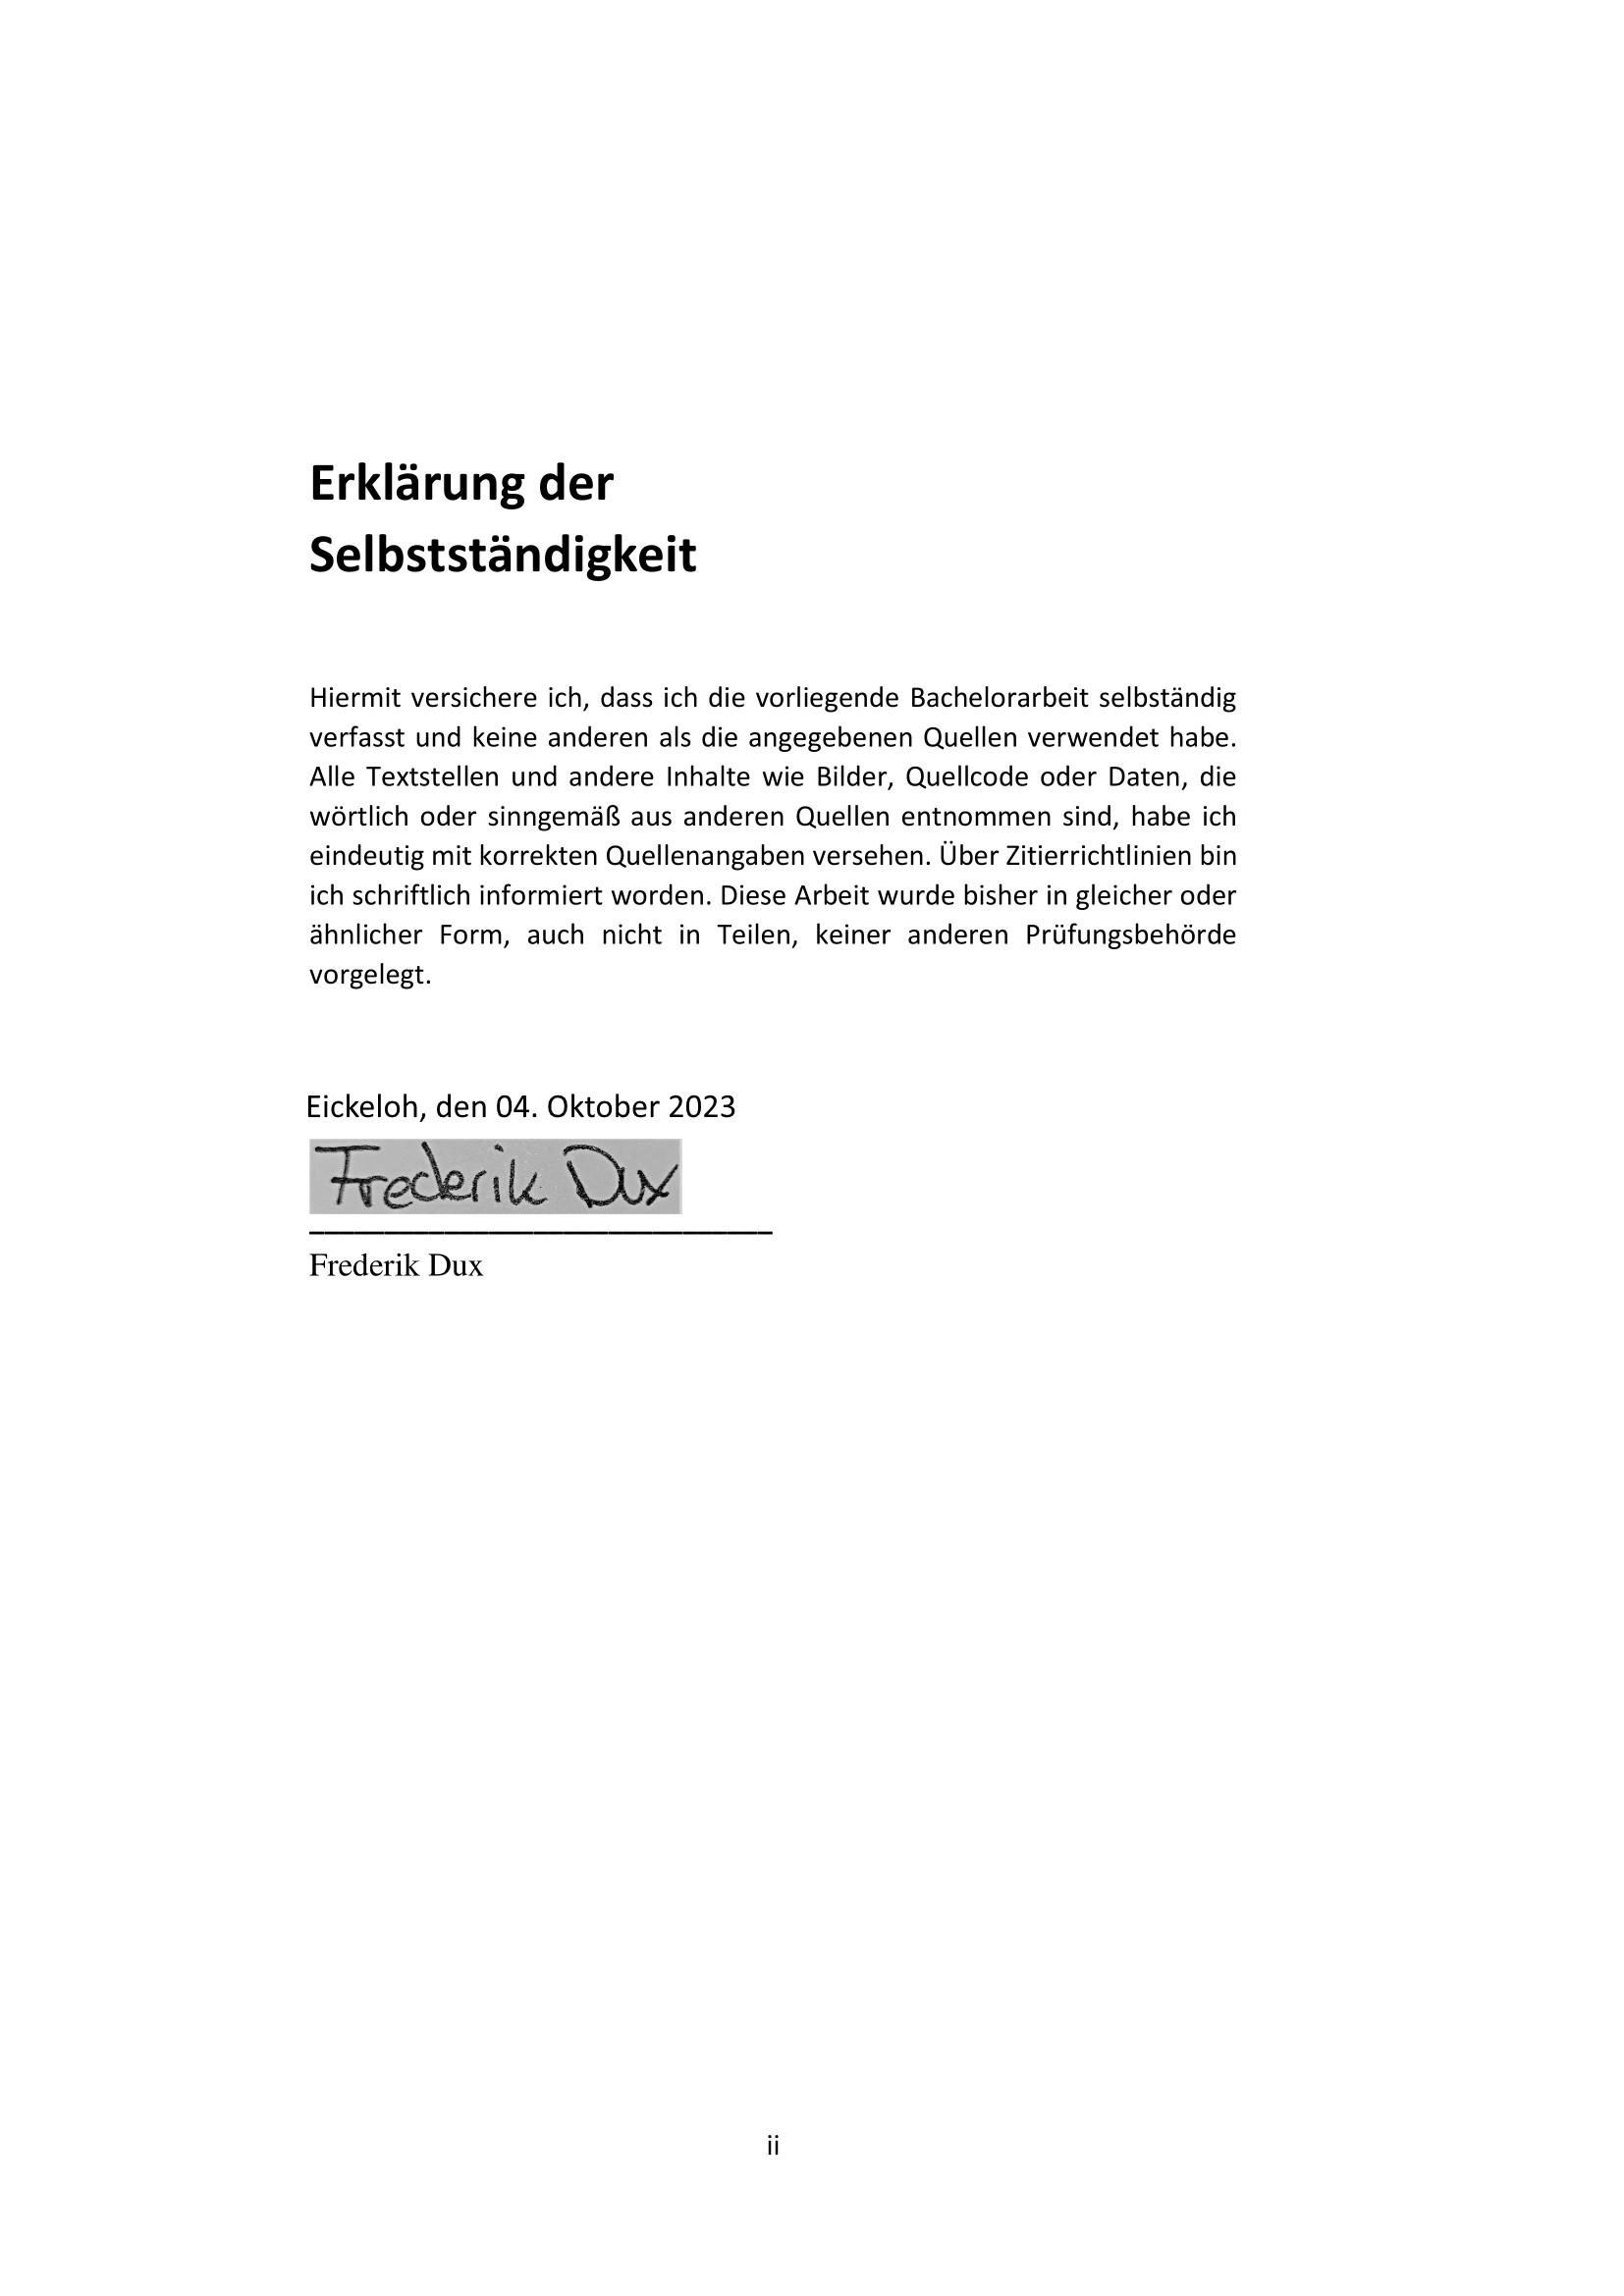 Erklärung der
Selbstständigkeit
Hiermit versichere ich, dass ich die vorliegende Bachelorarbeit selbständig
verfasst und keine anderen als die angegebenen Quellen verwendet habe.
Alle Textstellen und andere Inhalte wie Bilder, Quellcode oder Daten, die
wörtlich oder sinngemäß aus anderen Quellen entnommen sind, habe ich
eindeutig mit korrekten Quellenangaben versehen. Über Zitierrichtlinien bin
ich schriftlich informiert worden. Diese Arbeit wurde bisher in gleicher oder
ähnlicher Form, auch nicht in Teilen, keiner anderen Prüfungsbehörde
vorgelegt.
Eickeloh, den 04. Oktober 2023
Frederik Dux
Frederik Dux
ii